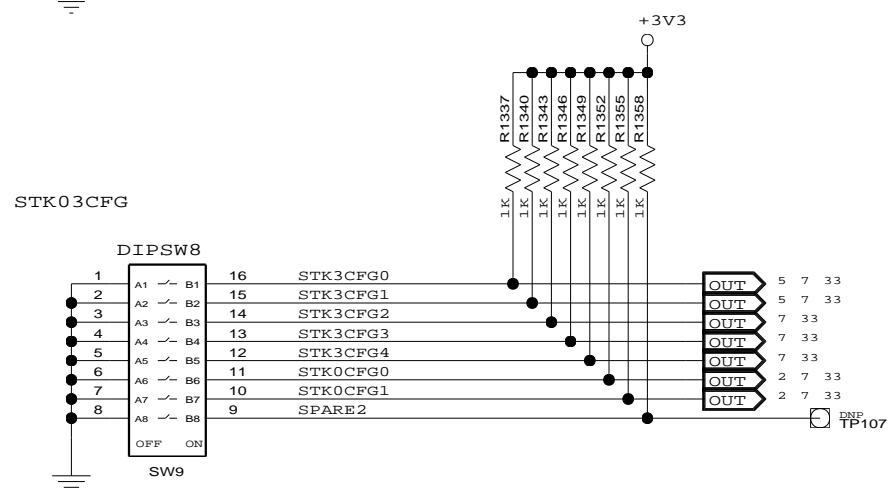 +3V3
R1337 R1340 R1343 R1346 R1349 R1352 R1355 R1358
1K 1K 1K 1K 1K 1K 1K 1K
STK03CFG
DIPSW8
1 A1 B1 16 STK3CFG0 OUT 5 7 33
2 A2 B2 15 STK3CFG1 OUT 5 7 33
3 A3 B3 14 STK3CFG2 OUT 7 33
4 A4 B4 13 STK3CFG3 OUT 7 33
5 A5 B5 12 STK3CFG4 OUT 7 33
6 A6 B6 11 STK0CFG0 OUT 2 7 33
7 A7 B7 10 STK0CFG1 OUT 2 7 33
8 A8 B8 9 SPARE2 DNP
TP107
OFF ON
SW9